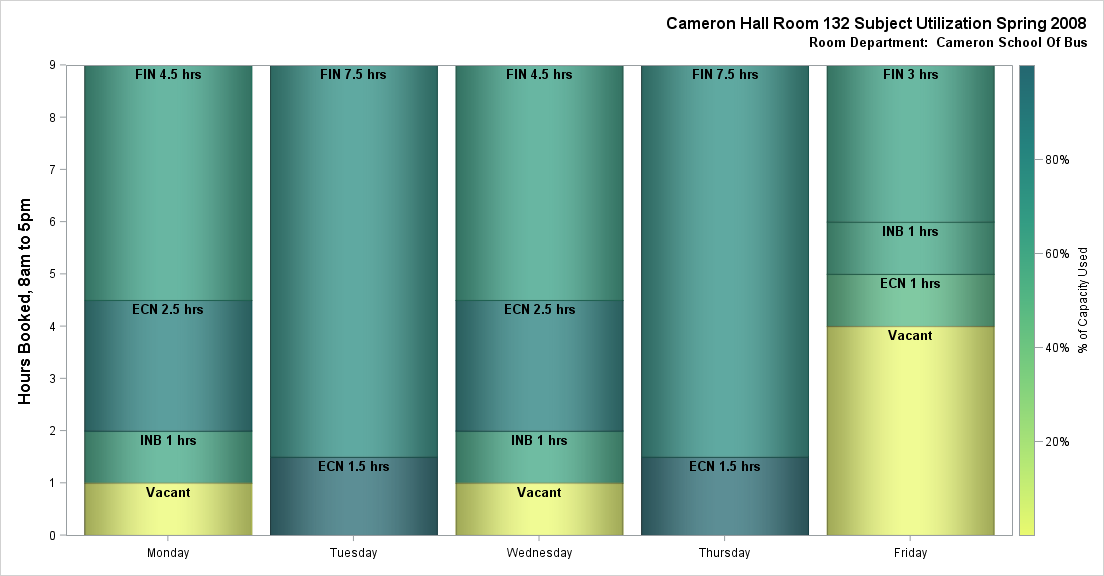 Cameron Hall Room 132 Subject Utilization Spring 2008
Room Department:  Cameron School Of Bus
Hours Booked, 8am to 5pm
9
8
7
6
5
4
3
2
1
0
FIN 4.5 hrs
ECN 2.5 hrs
INB 1 hrs
Vacant
FIN 7.5 hrs
ECN 1.5 hrs
FIN 4.5 hrs
ECN 2.5 hrs
INB 1 hrs
Vacant
FIN 7.5 hrs
ECN 1.5 hrs
FIN 3 hrs
INB 1 hrs
ECN 1 hrs
Vacant
Monday
Tuesday
Wednesday
Thursday
Friday
80%
60%
40%
20%
% of Capacity Used